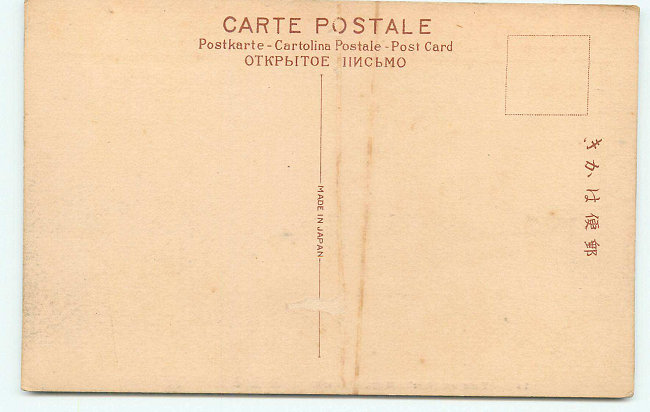 CARTE POSTALE
Postkarte - Cartolina Postale - Post Card
ОТКРЫТОЕ ПИСЬМО
MADE IN JAPAN
きかは便郵